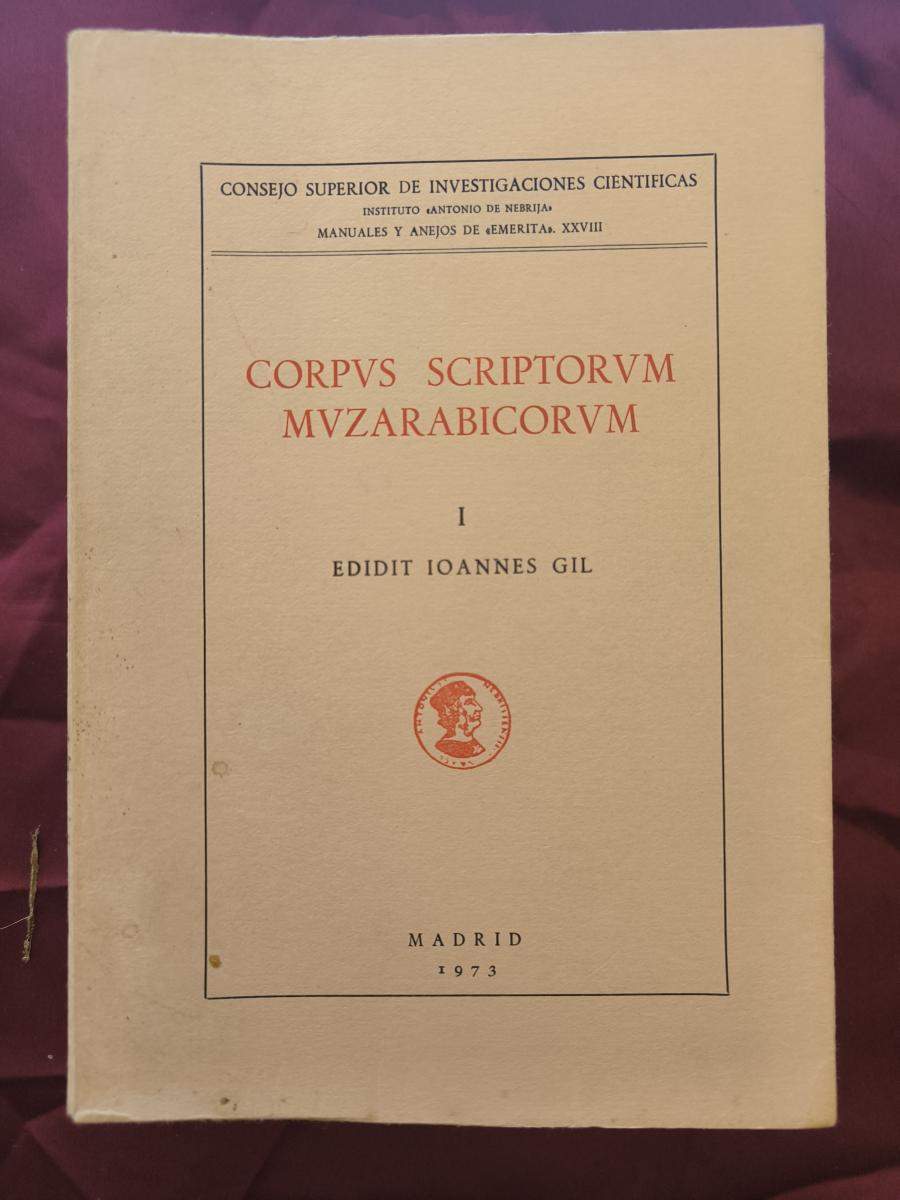 CONSEJO SUPERIOR DE INVESTIGACIONES CIENTIFICAS
INSTITUTO «ANTONIO DE NEBRIJA»
MANUALES Y ANEJOS DE «EMERITA». XXVIII
CORPVS SCRIPTORVM
MVZARABICORVM
I
EDIDIT IOANNES GIL
MADRID
1973